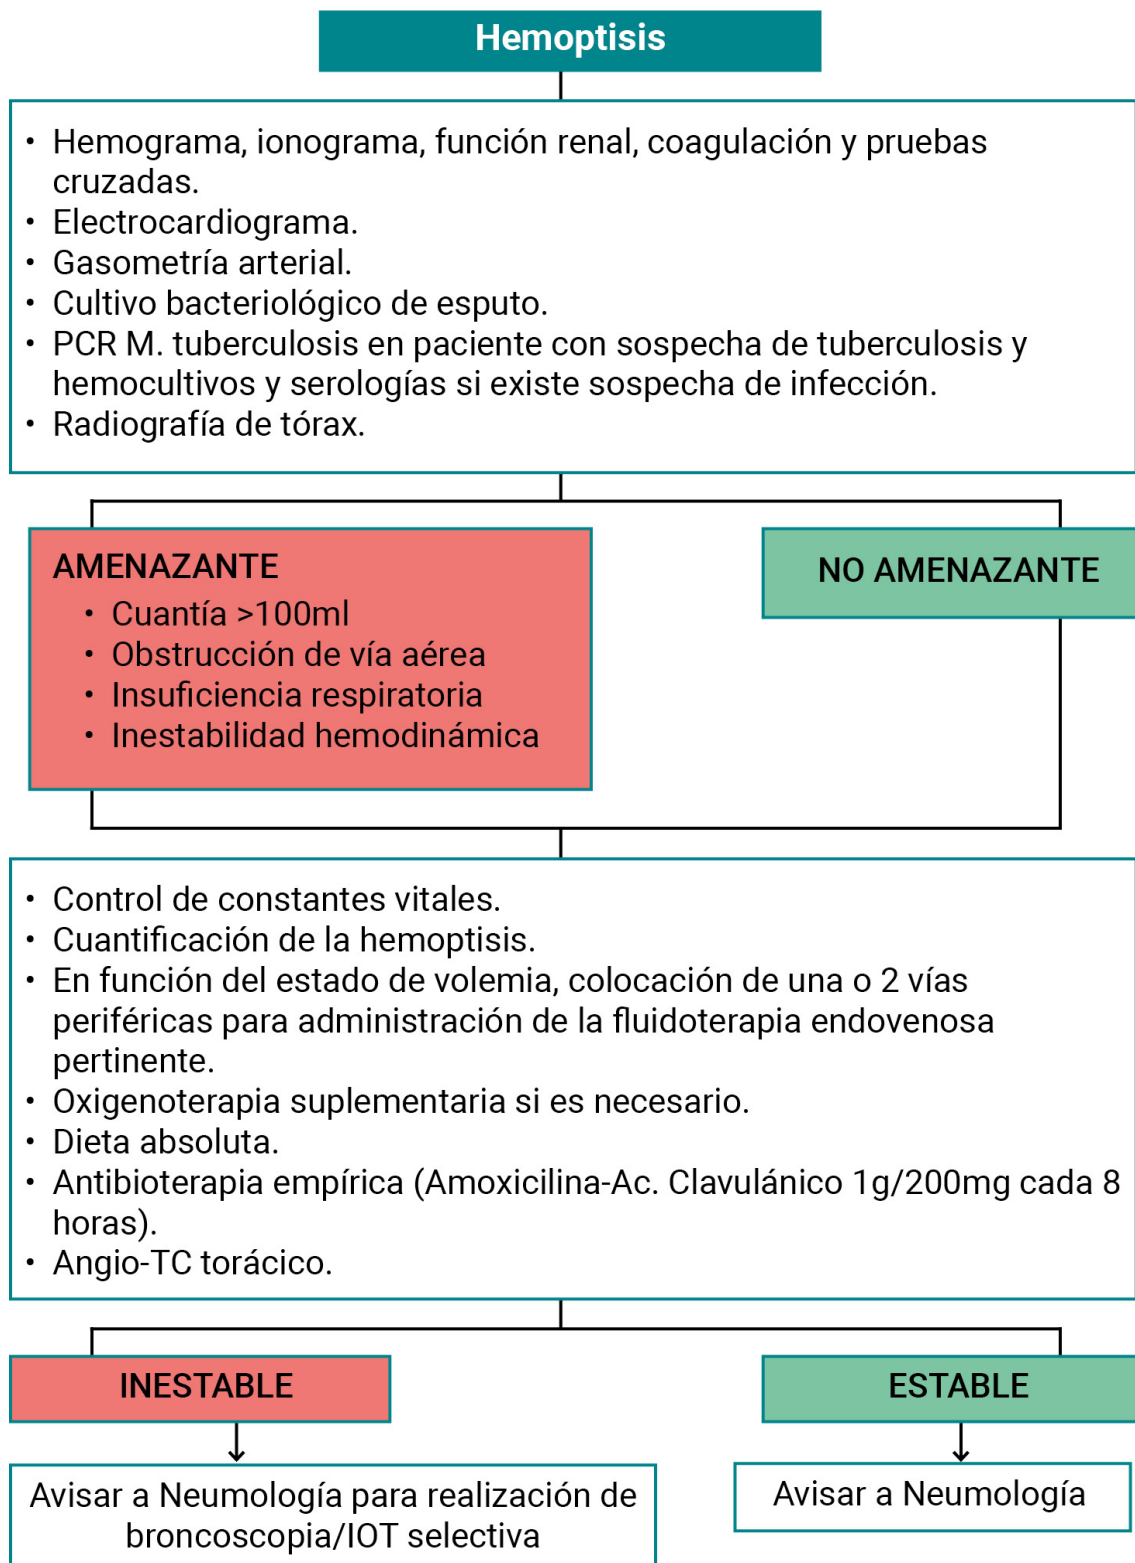 Hemoptisis
• Hemograma, ionograma, función renal, coagulación y pruebas
cruzadas.
• Electrocardiograma.
• Gasometría arterial.
• Cultivo bacteriológico de esputo.
• PCR M. tuberculosis en paciente con sospecha de tuberculosis y
hemocultivos y serologías si existe sospecha de infección.
• Radiografía de tórax.
AMENAZANTE
• Cuantía >100ml
• Obstrucción de vía aérea
• Insuficiencia respiratoria
• Inestabilidad hemodinámica
NO AMENAZANTE
• Control de constantes vitales.
• Cuantificación de la hemoptisis.
• En función del estado de volemia, colocación de una o 2 vías
periféricas para administración de la fluidoterapia endovenosa
pertinente.
• Oxigenoterapia suplementaria si es necesario.
• Dieta absoluta.
• Antibioterapia empírica (Amoxicilina-Ac. Clavulánico 1g/200mg cada 8
horas).
• Angio-TC torácico.
INESTABLE
ESTABLE
Avisar a Neumología para realización de
broncoscopia/IOT selectiva
Avisar a Neumología